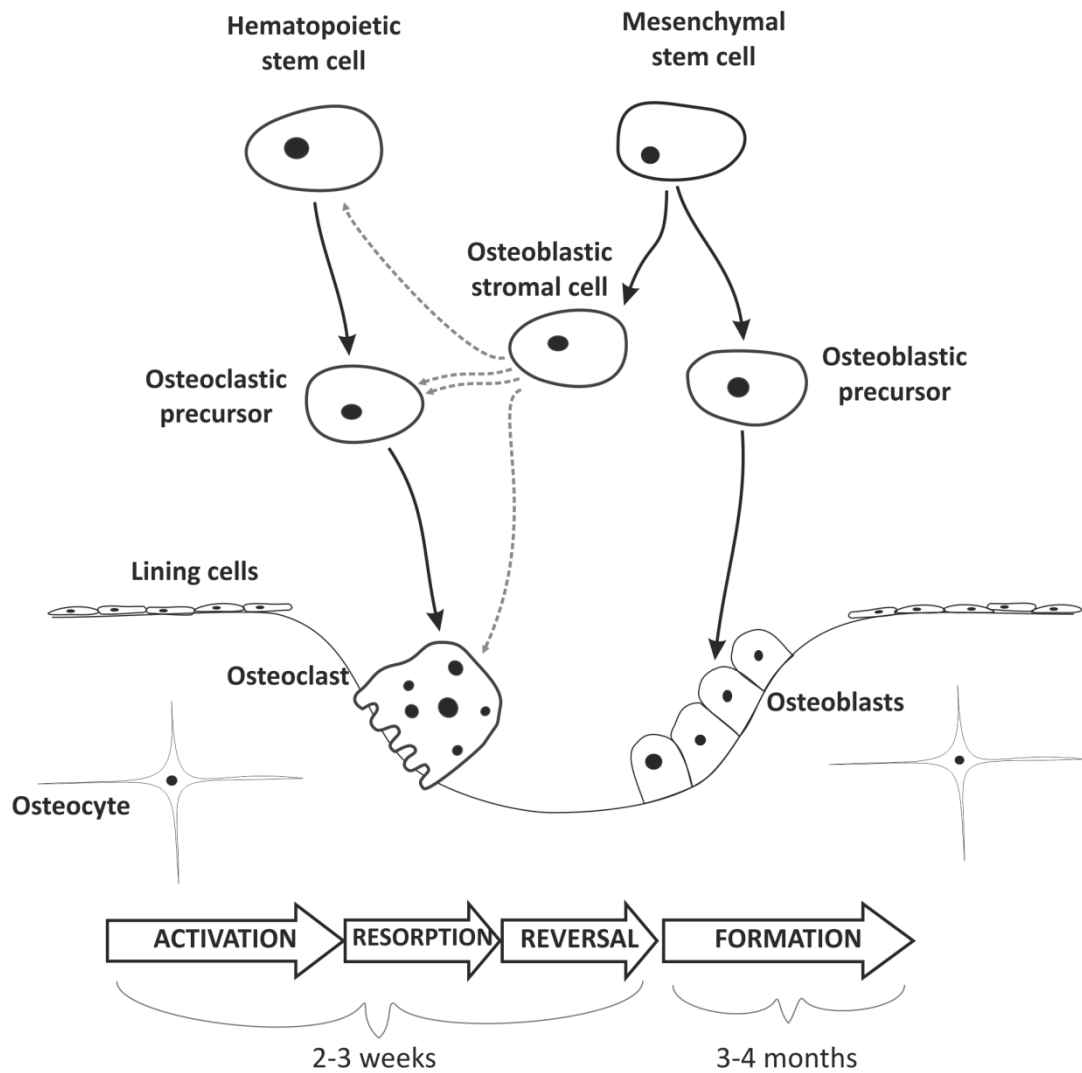 Hematopoietic
stem cell
Mesenchymal
stem cell
Osteoblastic
stromal cell
Osteoclastic
precursor
Osteoblastic
precursor
Lining cells
Osteoclast
Osteoblasts
Osteocyte
ACTIVATION
RESORPTION
REVERSAL
FORMATION
2-3 weeks
3-4 months